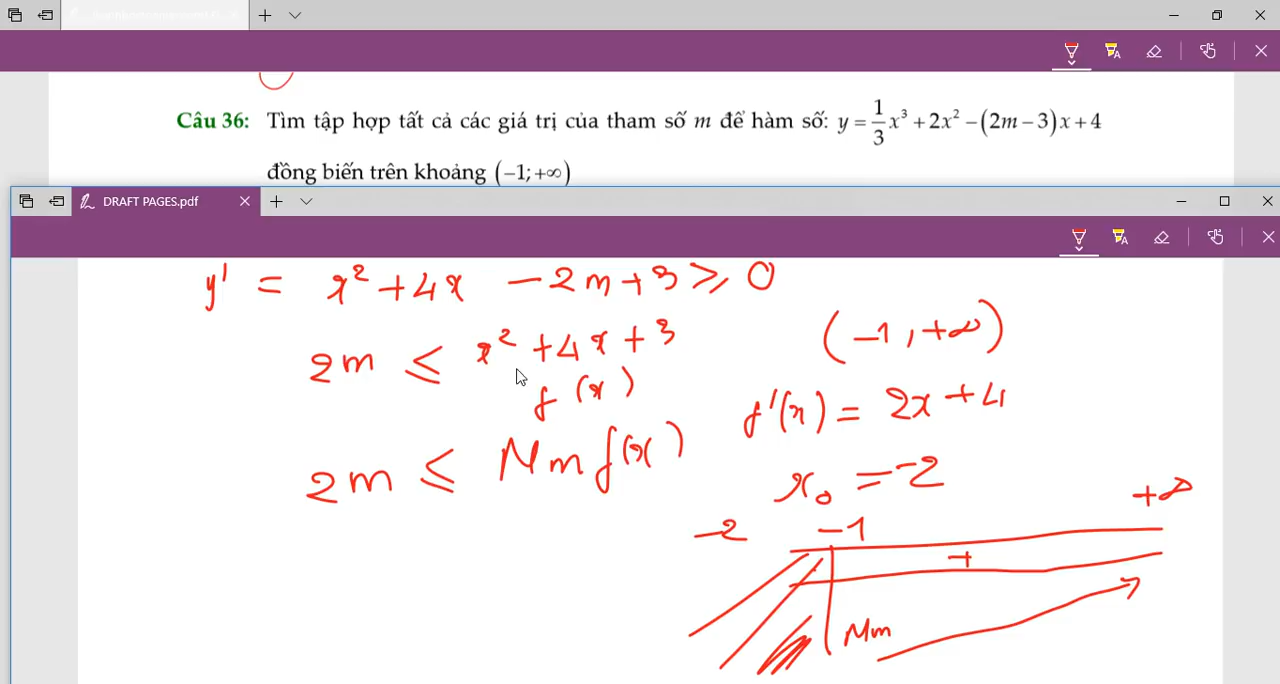 Câu 36: Tìm tập hợp tất cả các giá trị của tham số m để hàm số: y = 1/3 x³ + 2x² − (2m − 3)x + 4
đồng biến trên khoảng (−1; +∞)
DRAFT PAGES.pdf
y' = x² + 4x − 2m + 3 ≥ 0
(−1, +∞)
2m ≤ x² + 4x + 3
f(x)
f'(x) = 2x + 4
2m ≤ Mm f(x)
x₀ = −2
+∞
−2 −1
+
Mm